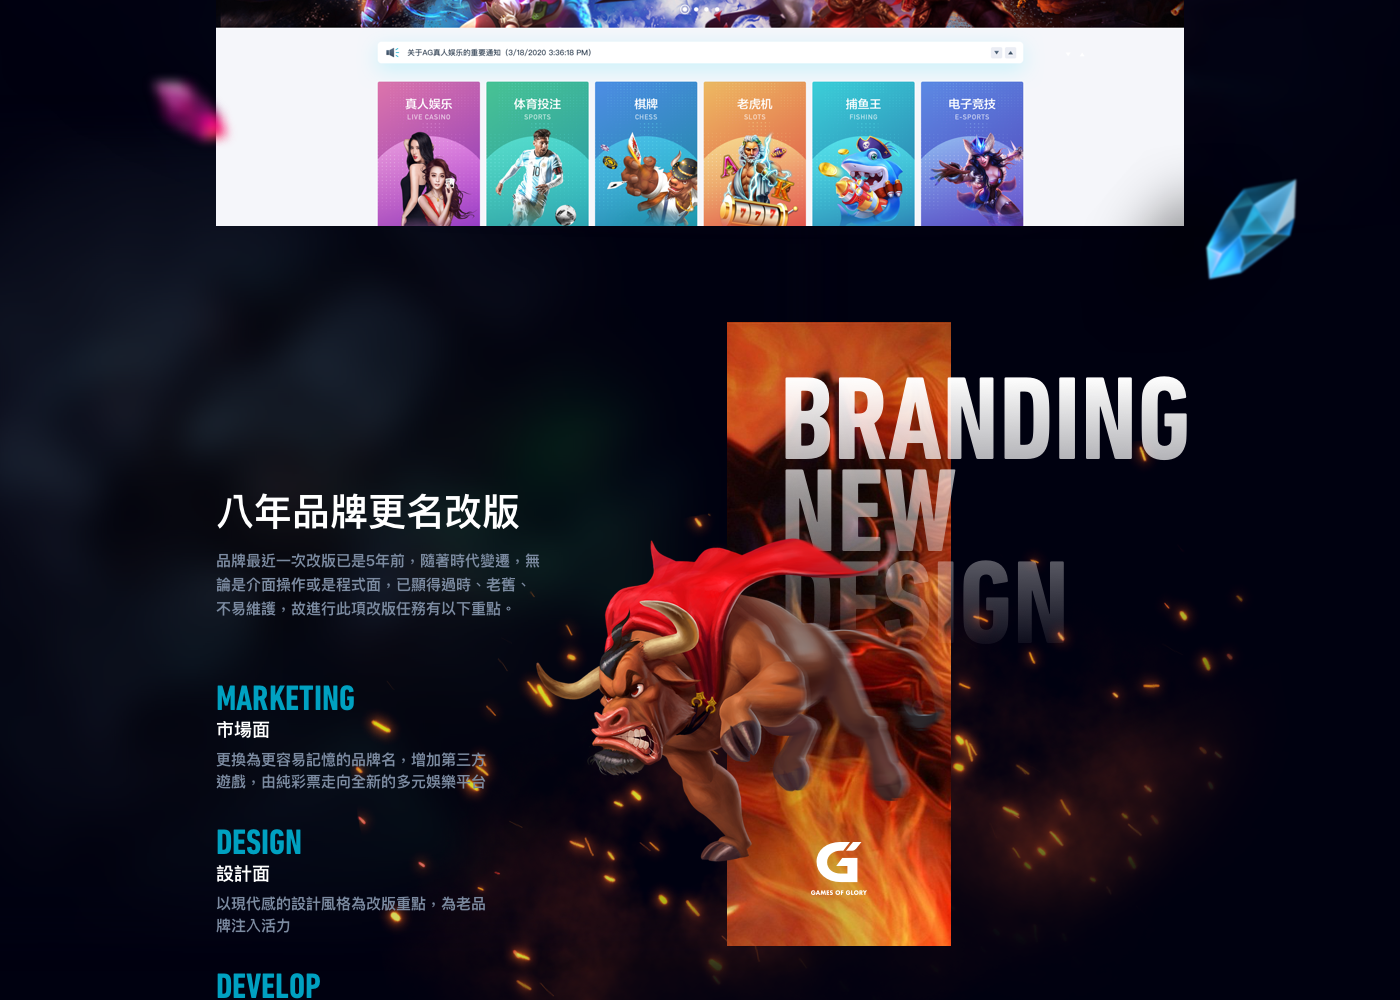 关于AG真人娱乐的重要通知 (3/18/2020 3:36:18 PM)
真人娱乐
LIVE CASINO
体育投注
SPORTS
棋牌
CHESS
老虎机
SLOTS
捕鱼王
FISHING
电子竞技
E-SPORTS
BRANDING
NEW
DESIGN
八年品牌更名改版
品牌最近一次改版已是5年前，隨著時代變遷，無
論是介面操作或是程式面，已顯得過時、老舊、
不易維護，故進行此項改版任務有以下重點。
MARKETING
市場面
更換為更容易記憶的品牌名，增加第三方
遊戲，由純彩票走向全新的多元娛樂平台
DESIGN
設計面
以現代感的設計風格為改版重點，為老品
牌注入活力
DEVELOP
G
GAMES OF GLORY
10
A
K
777